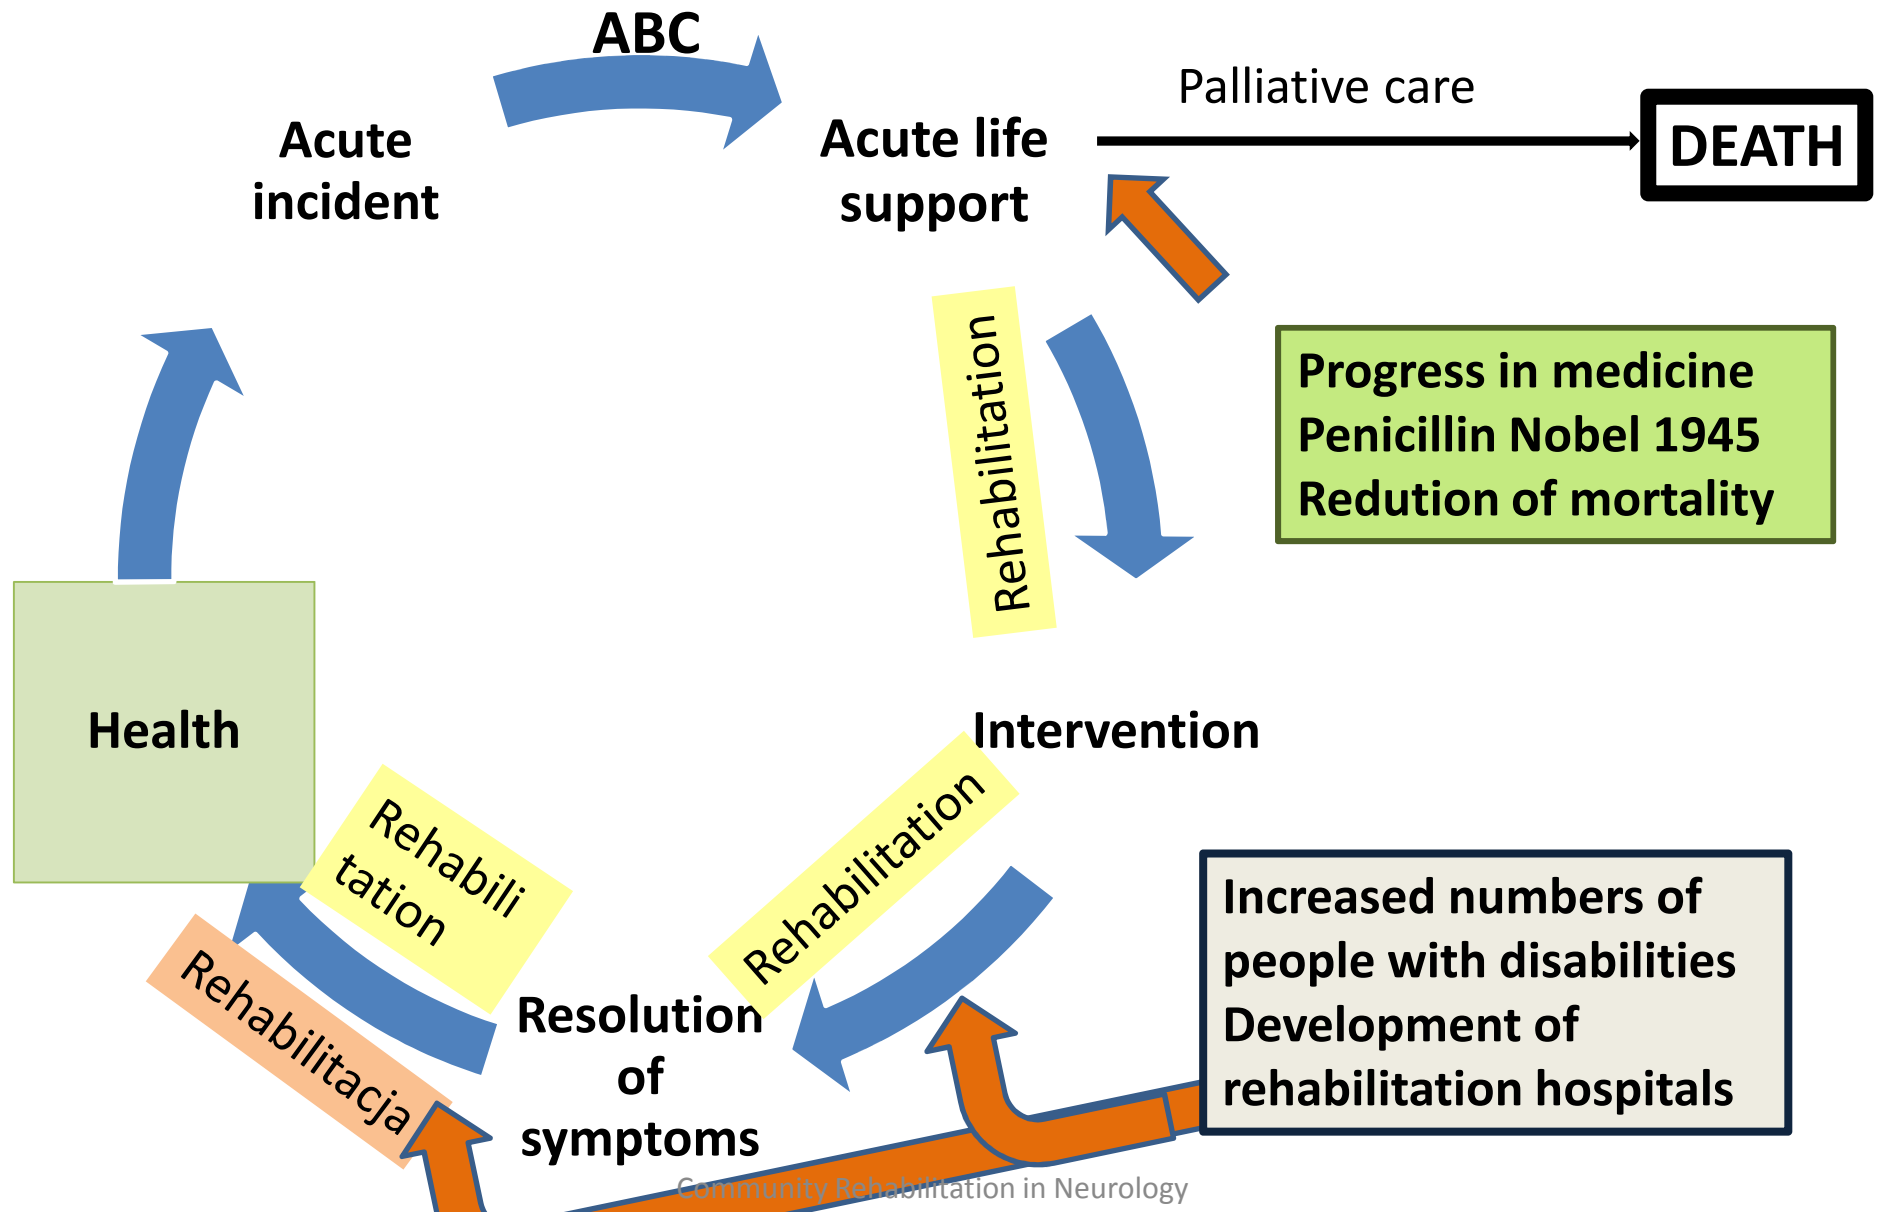 ABC
Palliative care
Acute
incident
Acute life
support
DEATH
Rehabilitation
Progress in medicine
Penicillin Nobel 1945
Redution of mortality
Health
Intervention
Rehabili
tation
Rehabilitation
Rehabilitacja
Resolution
of
symptoms
Increased numbers of
people with disabilities
Development of
rehabilitation hospitals
Community Rehabilitation in Neurology